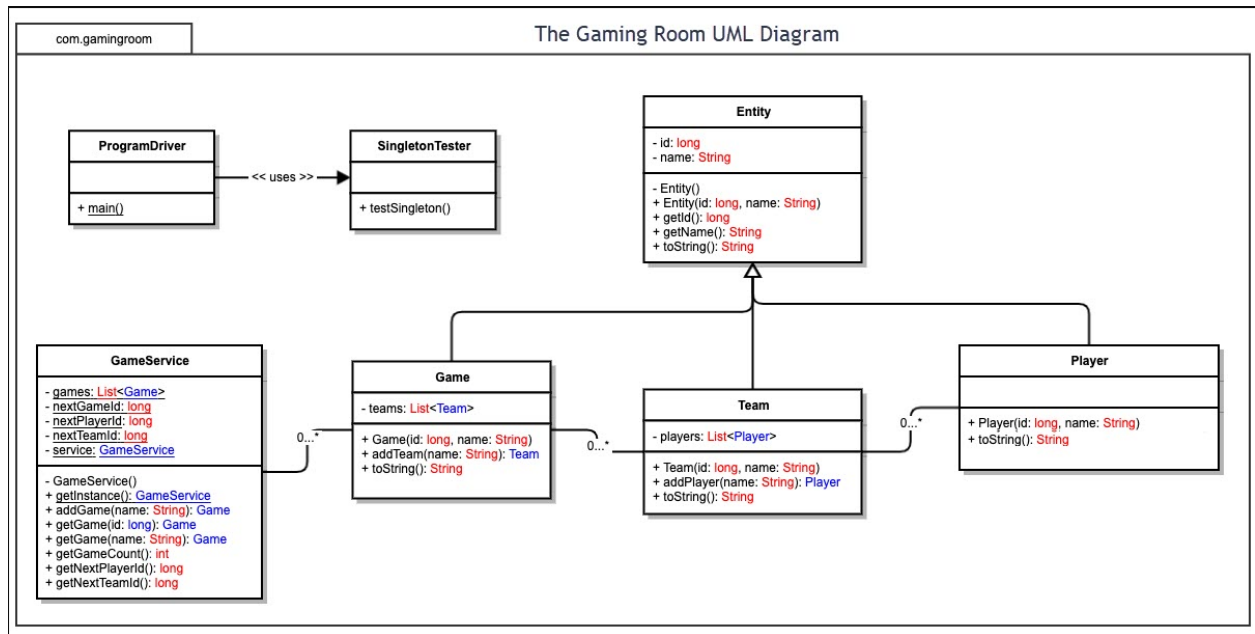 com.gamingroom
The Gaming Room UML Diagram
ProgramDriver
+ main()
<< uses >>
SingletonTester
+ testSingleton()
Entity
- id: long
- name: String
- Entity()
+ Entity(id: long, name: String)
+ getId(): long
+ getName(): String
+ toString(): String
GameService
- games: List<Game>
- nextGameId: long
- nextPlayerId: long
- nextTeamId: long
- service: GameService
- GameService()
+ getInstance(): GameService
+ addGame(name: String): Game
+ getGame(id: long): Game
+ getGame(name: String): Game
+ getGameCount(): int
+ getNextPlayerId(): long
+ getNextTeamId(): long
0...*
Game
- teams: List<Team>
+ Game(id: long, name: String)
+ addTeam(name: String): Team
+ toString(): String
0...*
Team
- players: List<Player>
+ Team(id: long, name: String)
+ addPlayer(name: String): Player
+ toString(): String
0...*
Player
+ Player(id: long, name: String)
+ toString(): String